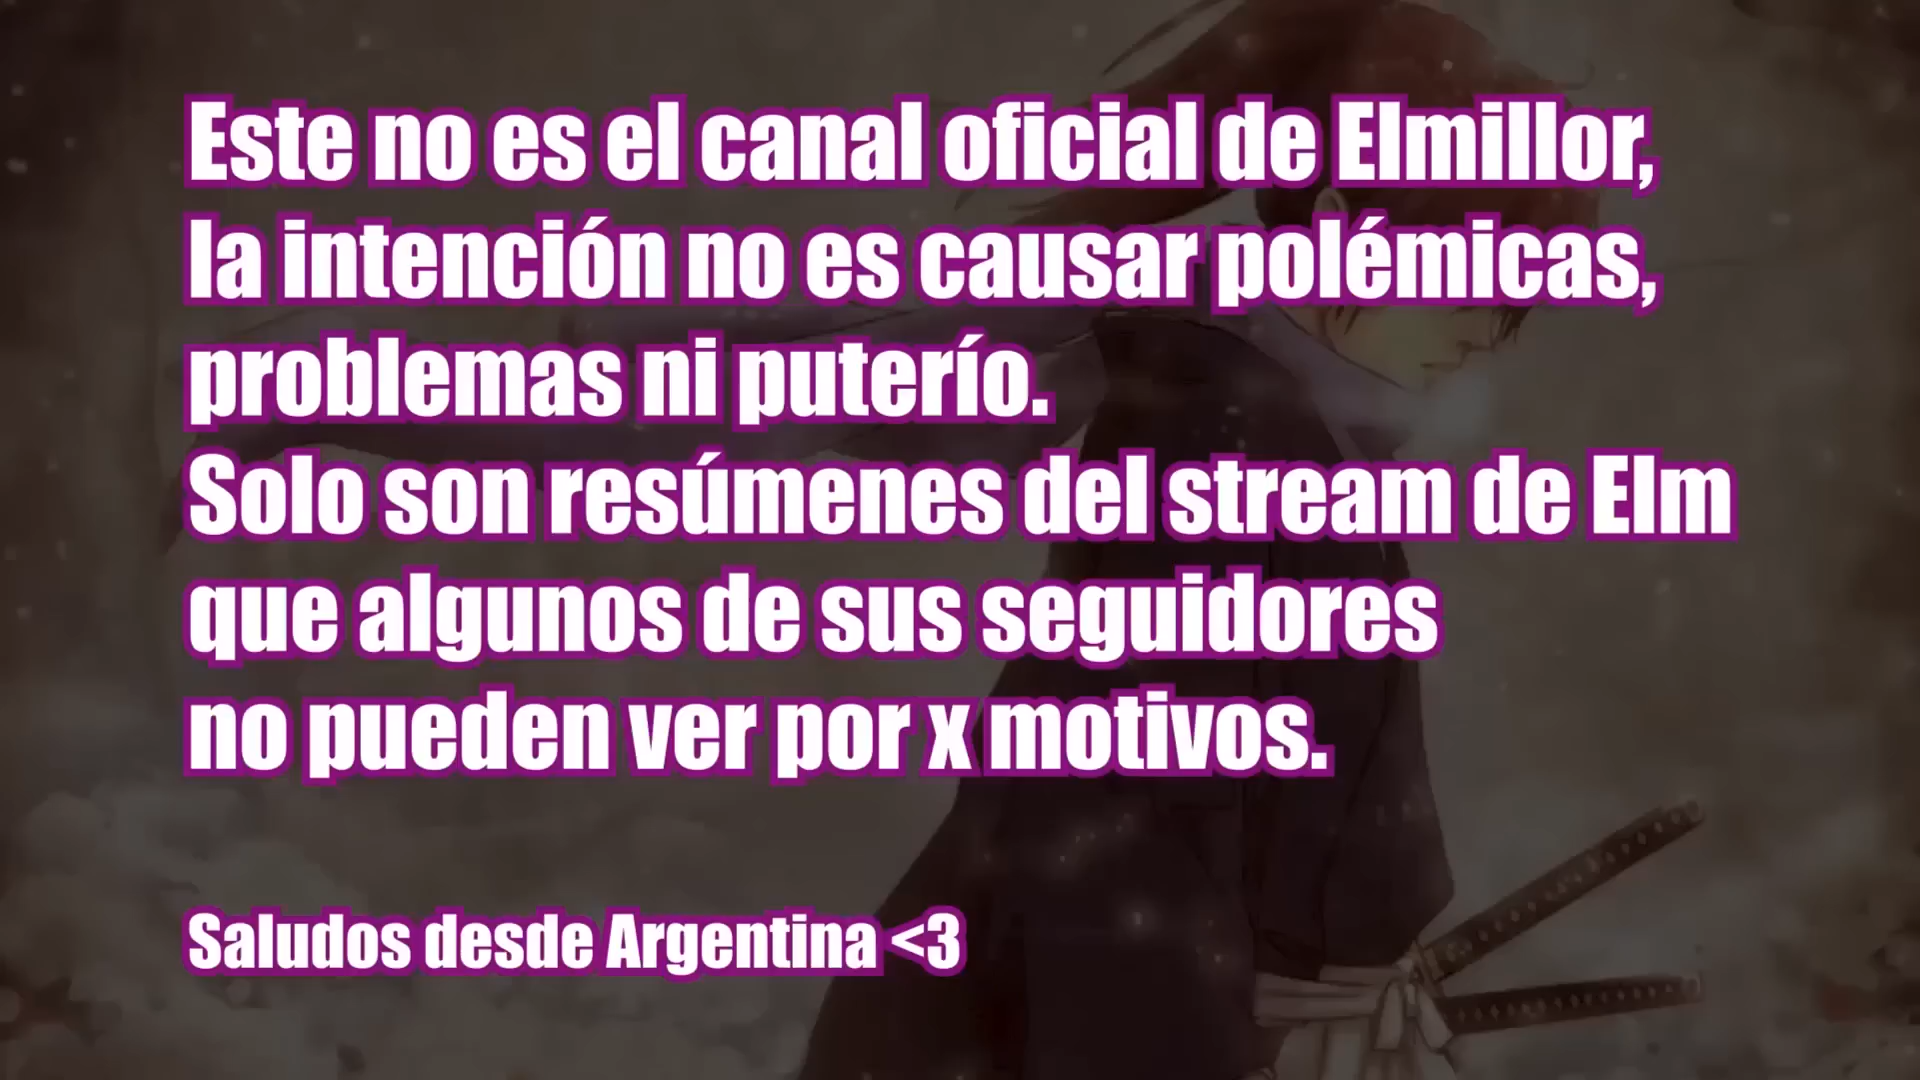 Este no es el canal oficial de Elmillor,
la intención no es causar polémicas,
problemas ni puterío.
Solo son resúmenes del stream de Elm
que algunos de sus seguidores
no pueden ver por x motivos.
Saludos desde Argentina <3